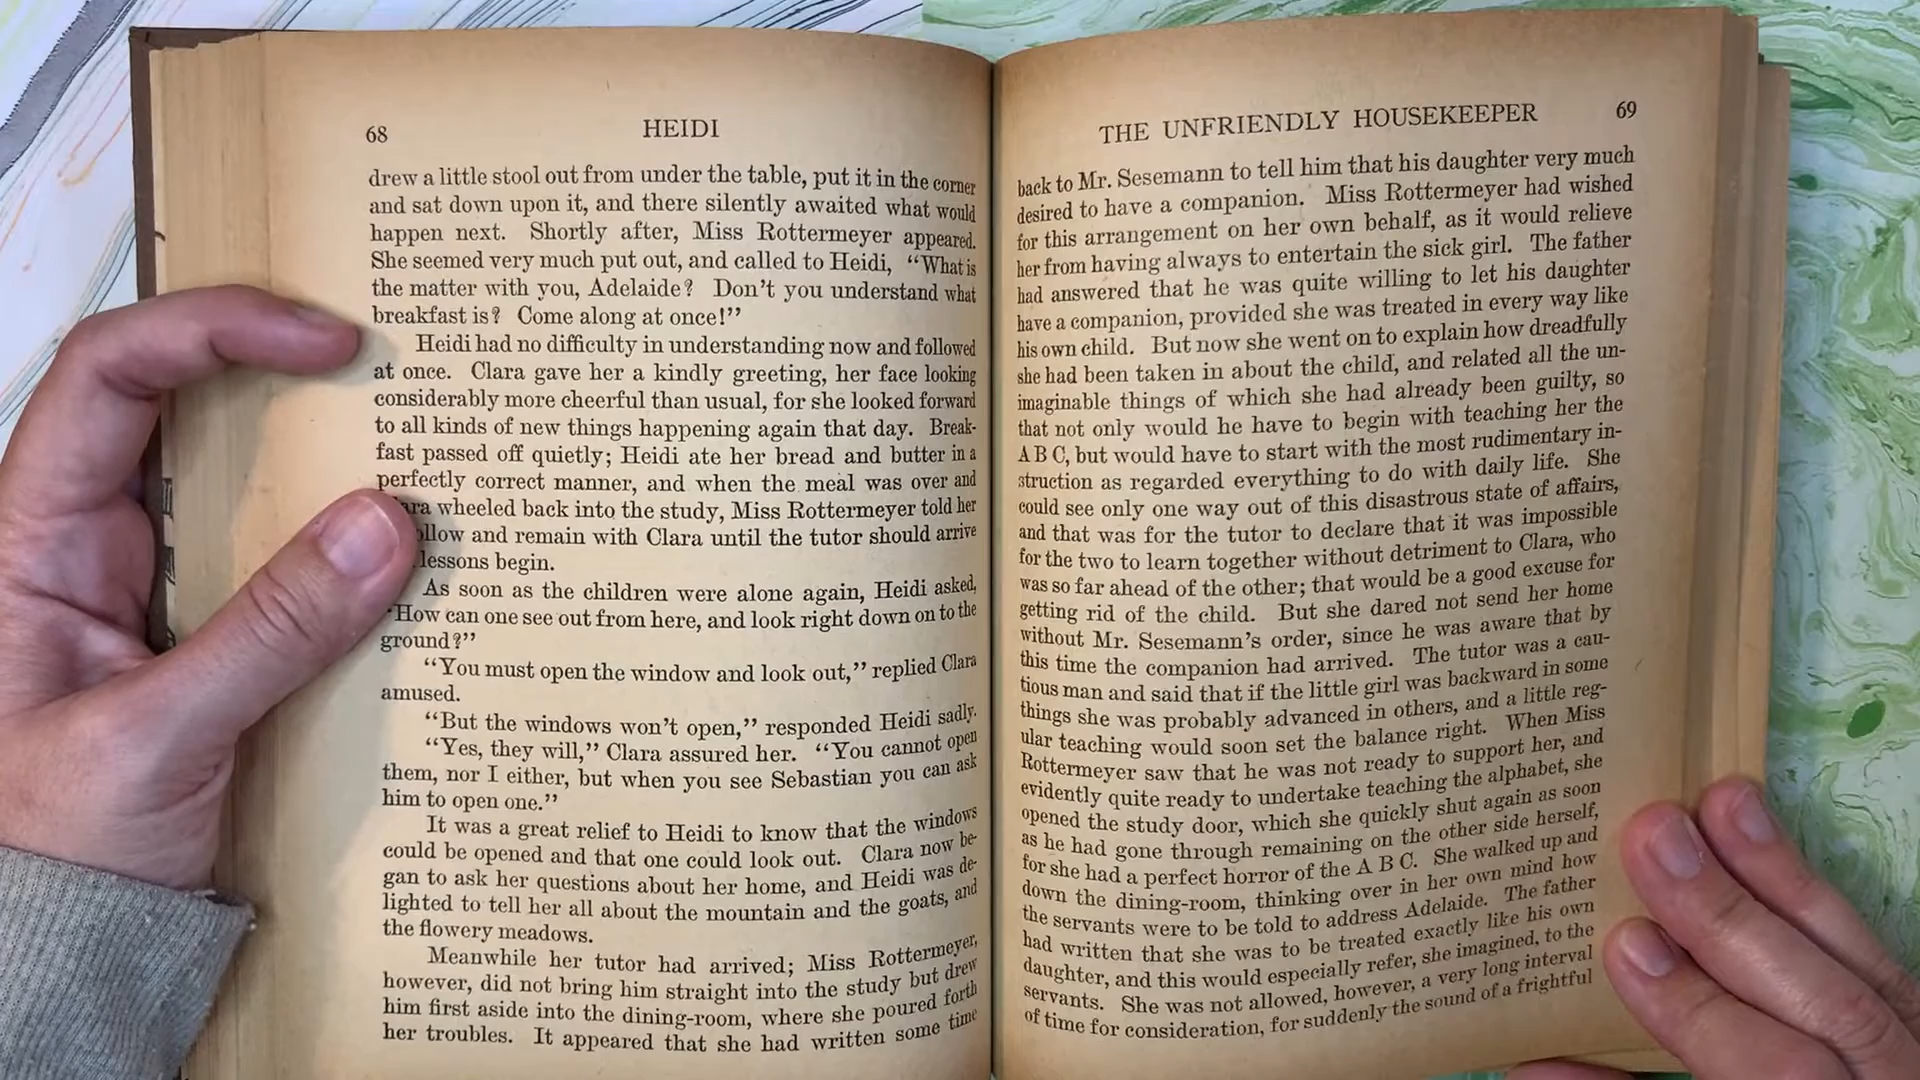 68 HEIDI
drew a little stool out from under the table, put it in the corner
and sat down upon it, and there silently awaited what would
happen next. Shortly after, Miss Rottermeyer appeared.
She seemed very much put out, and called to Heidi, “What is
the matter with you, Adelaide? Don’t you understand what
breakfast is? Come along at once!”
Heidi had no difficulty in understanding now and followed
at once. Clara gave her a kindly greeting, her face looking
considerably more cheerful than usual, for she looked forward
to all kinds of new things happening again that day. Break-
fast passed off quietly; Heidi ate her bread and butter in a
perfectly correct manner, and when the meal was over and
wheeled back into the study, Miss Rottermeyer told her
and remain with Clara until the tutor should arrive
lessons begin.
As soon as the children were alone again, Heidi asked,
“How can one see out from here, and look right down on to the
ground?”
“You must open the window and look out,” replied Clara
amused.
“But the windows won’t open,” responded Heidi sadly.
“Yes, they will,” Clara assured her. “You cannot open
them, nor I either, but when you see Sebastian you can ask
him to open one.”
It was a great relief to Heidi to know that the windows
could be opened and that one could look out. Clara now be-
gan to ask her questions about her home, and Heidi was de-
lighted to tell her all about the mountain and the goats, and
the flowery meadows.
Meanwhile her tutor had arrived; Miss Rottermeyer,
however, did not bring him straight into the study but drew
him first aside into the dining-room, where she poured forth
her troubles. It appeared that she had written some time
THE UNFRIENDLY HOUSEKEEPER 69
back to Mr. Sesemann to tell him that his daughter very much
desired to have a companion. Miss Rottermeyer had wished
for this arrangement on her own behalf, as it would relieve
her from having always to entertain the sick girl. The father
had answered that he was quite willing to let his daughter
have a companion, provided she was treated in every way like
his own child. But now she went on to explain how dreadfully
she had been taken in about the child, and related all the un-
imaginable things of which she had already been guilty, so
that not only would he have to begin with teaching her the
A B C, but would have to start with the most rudimentary in-
struction as regarded everything to do with daily life. She
could see only one way out of this disastrous state of affairs,
and that was for the tutor to declare that it was impossible
for the two to learn together without detriment to Clara, who
was so far ahead of the other; that would be a good excuse for
getting rid of the child. But she dared not send her home
without Mr. Sesemann’s order, since he was aware that by
this time the companion had arrived. The tutor was a cau-
tious man and said that if the little girl was backward in some
things she was probably advanced in others, and a little reg-
ular teaching would soon set the balance right. When Miss
Rottermeyer saw that he was not ready to support her, and
evidently quite ready to undertake teaching the alphabet, she
opened the study door, which she quickly shut again as soon
as he had gone through remaining on the other side herself,
for she had a perfect horror of the A B C. She walked up and
down the dining-room, thinking over in her own mind how
the servants were to be told to address Adelaide. The father
had written that she was to be treated exactly like his own
daughter, and this would especially refer, she imagined, to the
servants. She was not allowed, however, a very long interval
of time for consideration, for suddenly the sound of a frightful